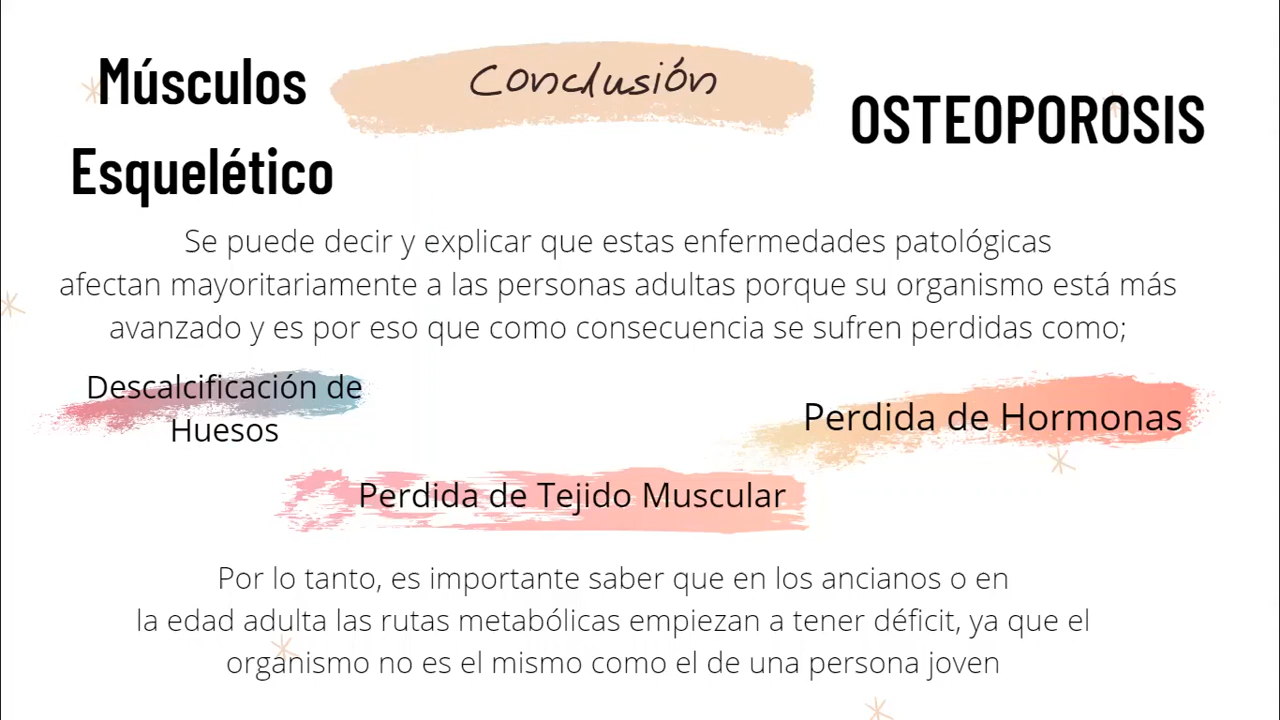 Músculos
Esquelético
Conclusión
OSTEOPOROSIS
Se puede decir y explicar que estas enfermedades patológicas
afectan mayoritariamente a las personas adultas porque su organismo está más
avanzado y es por eso que como consecuencia se sufren perdidas como;
Descalcificación de
Huesos
Perdida de Hormonas
Perdida de Tejido Muscular
Por lo tanto, es importante saber que en los ancianos o en
la edad adulta las rutas metabólicas empiezan a tener déficit, ya que el
organismo no es el mismo como el de una persona joven